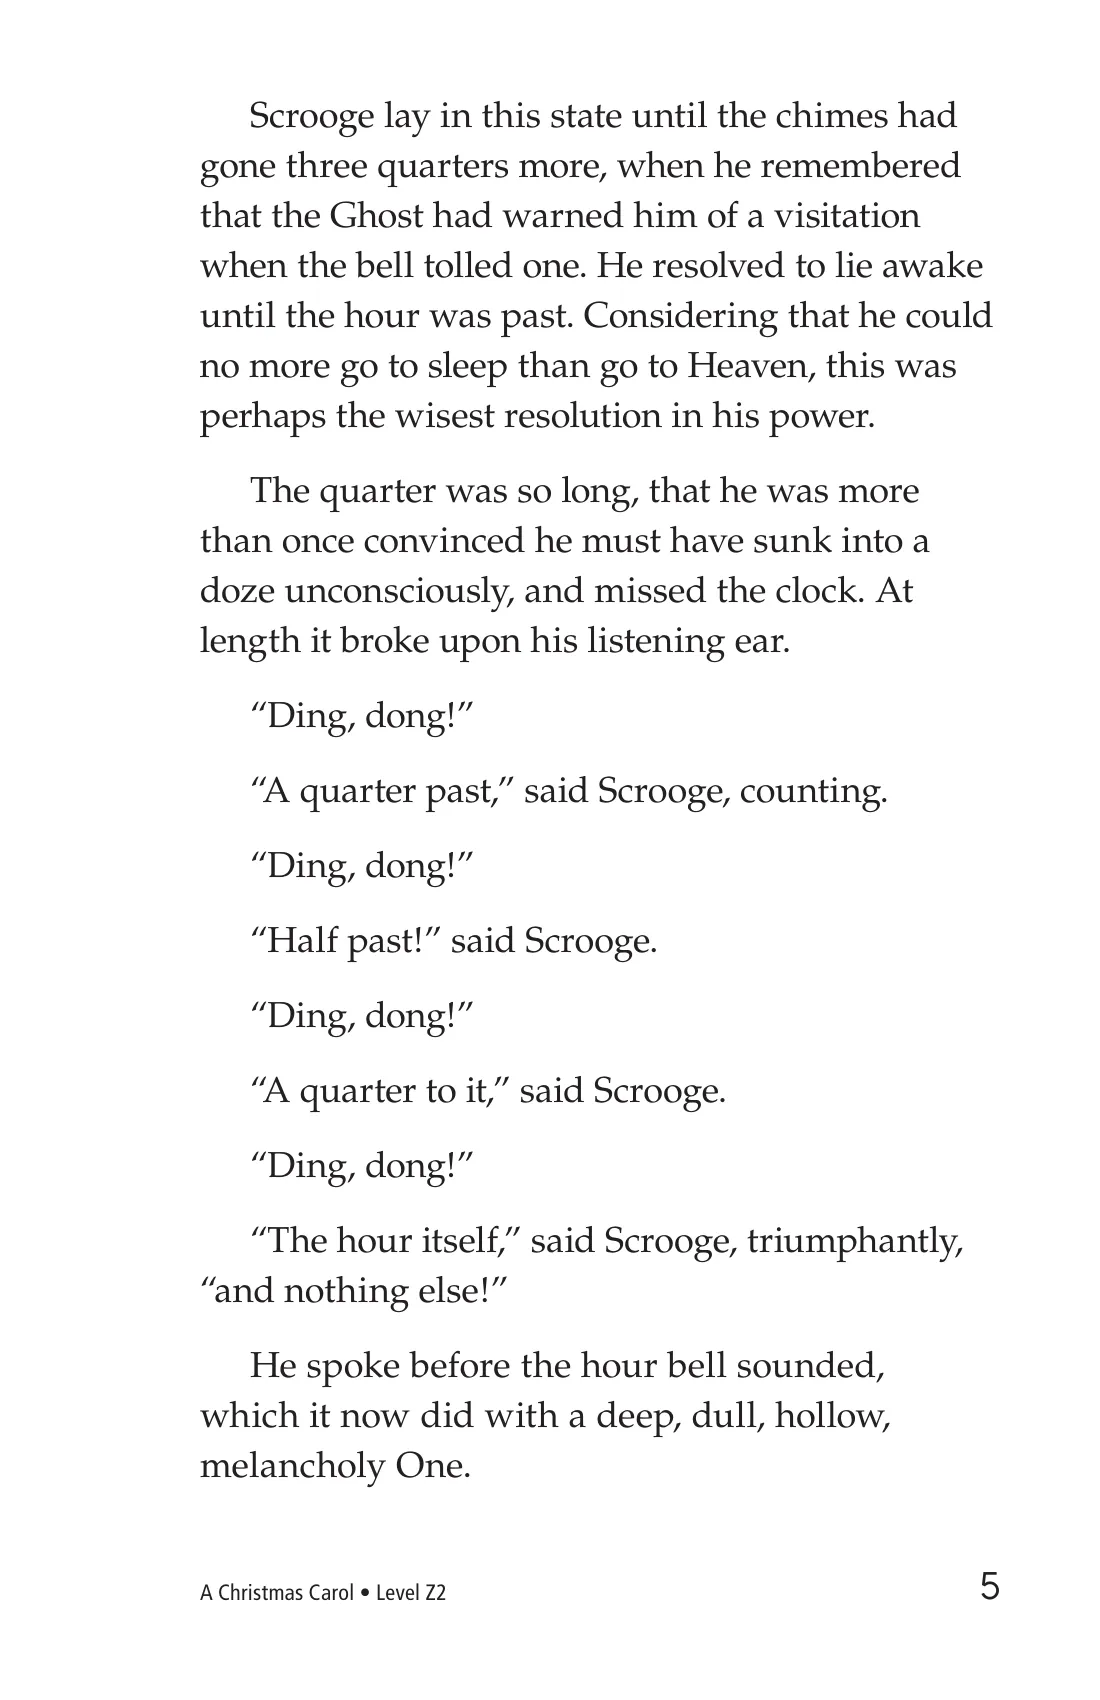 Scrooge lay in this state until the chimes had
gone three quarters more, when he remembered
that the Ghost had warned him of a visitation
when the bell tolled one. He resolved to lie awake
until the hour was past. Considering that he could
no more go to sleep than go to Heaven, this was
perhaps the wisest resolution in his power.
The quarter was so long, that he was more
than once convinced he must have sunk into a
doze unconsciously, and missed the clock. At
length it broke upon his listening ear.
“Ding, dong!”
“A quarter past,” said Scrooge, counting.
“Ding, dong!”
“Half past!” said Scrooge.
“Ding, dong!”
“A quarter to it,” said Scrooge.
“Ding, dong!”
“The hour itself,” said Scrooge, triumphantly,
“and nothing else!”
He spoke before the hour bell sounded,
which it now did with a deep, dull, hollow,
melancholy One.
A Christmas Carol • Level Z2
5